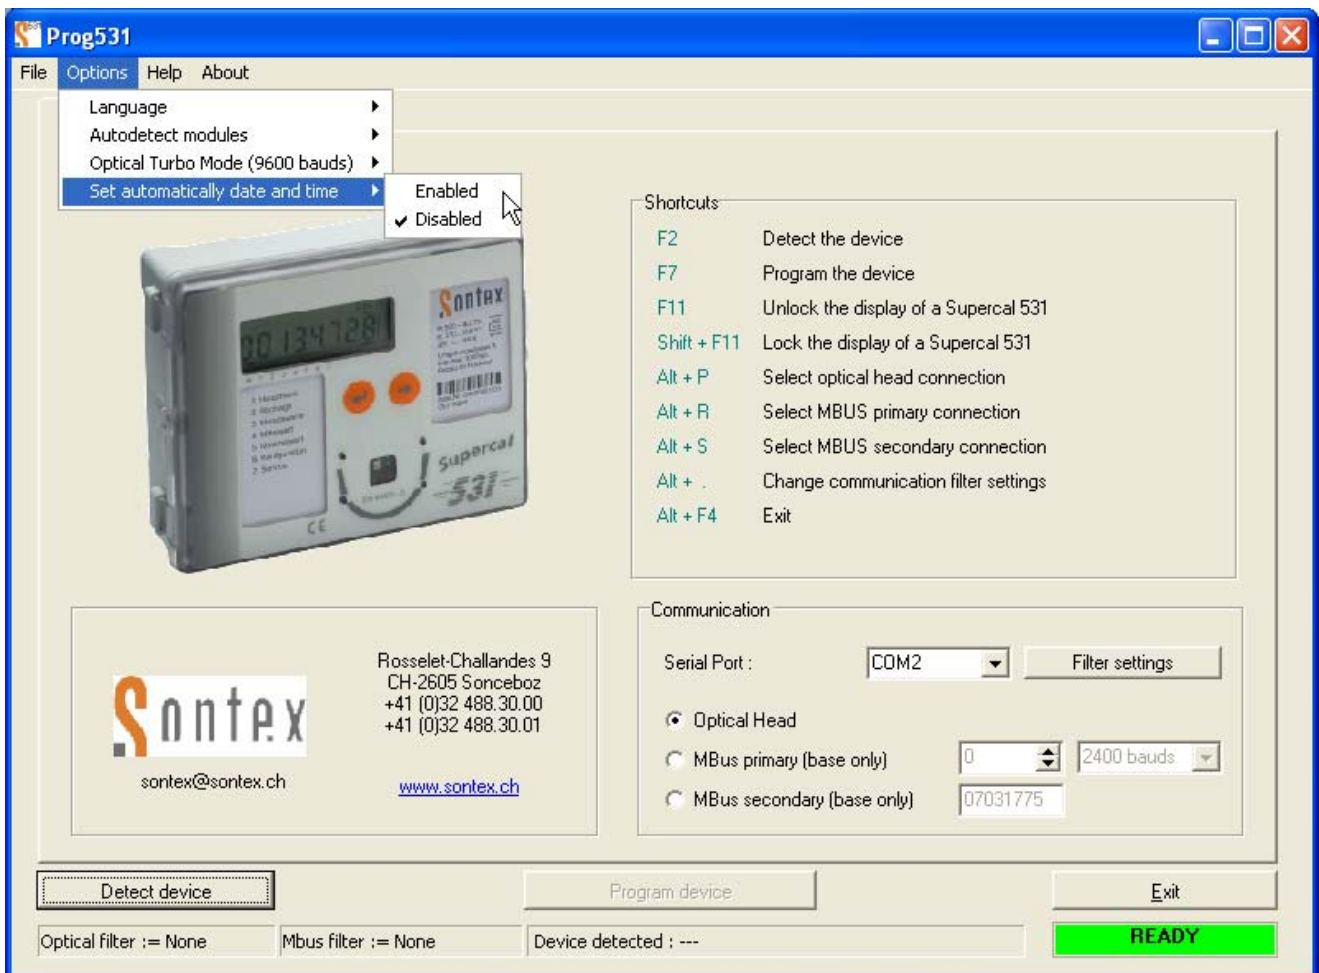 Prog531
File Options Help About
Language
Autodetect modules
Optical Turbo Mode (9600 bauds)
Set automatically date and time
Enabled
Disabled
Sontex
Supercal
531
CE
Shortcuts
F2 Detect the device
F7 Program the device
F11 Unlock the display of a Supercal 531
Shift + F11 Lock the display of a Supercal 531
Alt + P Select optical head connection
Alt + R Select MBUS primary connection
Alt + S Select MBUS secondary connection
Alt + . Change communication filter settings
Alt + F4 Exit
Sontex
sontex@sontex.ch
Rosselet-Challandes 9
CH-2605 Sonceboz
+41 (0)32 488.30.00
+41 (0)32 488.30.01
www.sontex.ch
Communication
Serial Port : COM2 Filter settings
Optical Head
MBus primary (base only) 0 2400 bauds
MBus secondary (base only) 07031775
Detect device Program device Exit
Optical filter := None Mbus filter := None Device detected : --- READY